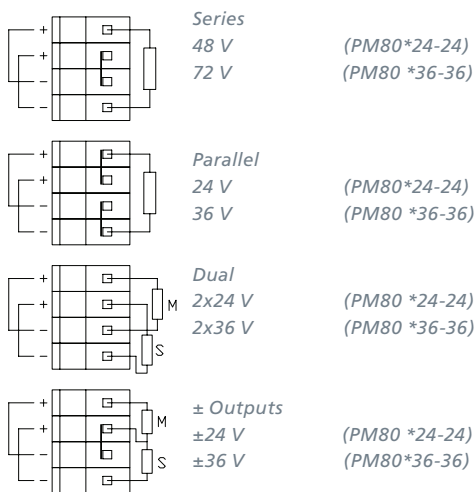 +
+
−
−
Series
48 V (PM80*24-24)
72 V (PM80 *36-36)
+
+
−
−
Parallel
24 V (PM80*24-24)
36 V (PM80 *36-36)
+
+
−
−
M
S
Dual
2x24 V (PM80 *24-24)
2x36 V (PM80 *36-36)
+
+
−
−
M
S
± Outputs
±24 V (PM80 *24-24)
±36 V (PM80*36-36)